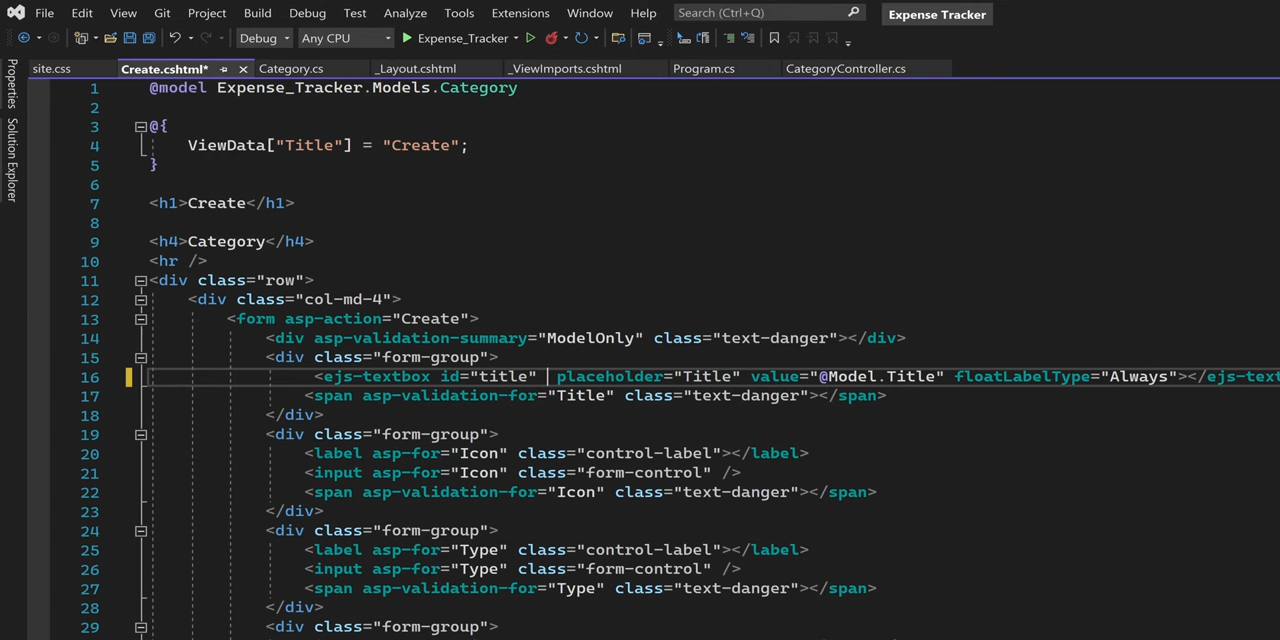 File Edit View Git Project Build Debug Test Analyze Tools Extensions Window Help Search (Ctrl+Q) Expense Tracker
Debug Any CPU Expense_Tracker
site.css Create.cshtml* Category.cs _Layout.cshtml _ViewImports.cshtml Program.cs CategoryController.cs
Properties
Solution Explorer
1 @model Expense_Tracker.Models.Category
2
3 @{
4 ViewData["Title"] = "Create";
5 }
6
7 <h1>Create</h1>
8
9 <h4>Category</h4>
10 <hr />
11 <div class="row">
12 <div class="col-md-4">
13 <form asp-action="Create">
14 <div asp-validation-summary="ModelOnly" class="text-danger"></div>
15 <div class="form-group">
16 <ejs-textbox id="title" placeholder="Title" value="@Model.Title" floatLabelType="Always"></ejs-text
17 <span asp-validation-for="Title" class="text-danger"></span>
18 </div>
19 <div class="form-group">
20 <label asp-for="Icon" class="control-label"></label>
21 <input asp-for="Icon" class="form-control" />
22 <span asp-validation-for="Icon" class="text-danger"></span>
23 </div>
24 <div class="form-group">
25 <label asp-for="Type" class="control-label"></label>
26 <input asp-for="Type" class="form-control" />
27 <span asp-validation-for="Type" class="text-danger"></span>
28 </div>
29 <div class="form-group">